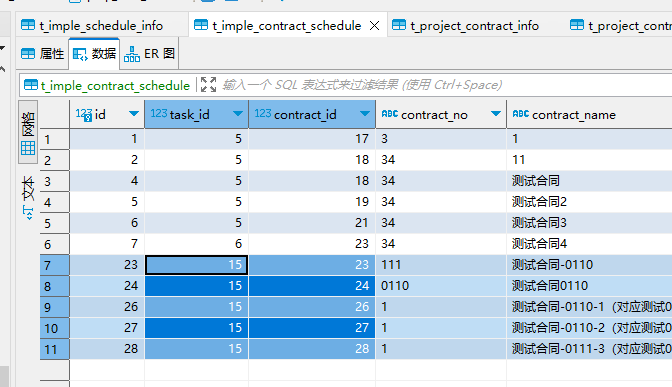 t_imple_schedule_info t_imple_contract_schedule t_project_contract_info t_project_contr
属性 数据 ER 图
t_imple_contract_schedule 输入一个 SQL 表达式来过滤结果 (使用 Ctrl+Space)
网格
文本
123 id 123 task_id 123 contract_id ABC contract_no ABC contract_name
1 1 5 17 3 1
2 2 5 18 34 11
3 4 5 18 34 测试合同
4 5 5 19 34 测试合同2
5 6 5 21 34 测试合同3
6 7 6 23 34 测试合同4
7 23 15 23 111 测试合同-0110
8 24 15 24 0110 测试合同0110
9 26 15 26 1 测试合同-0110-1（对应测试0
10 27 15 27 1 测试合同-0110-2（对应测试0
11 28 15 28 1 测试合同-0111-3（对应测试0